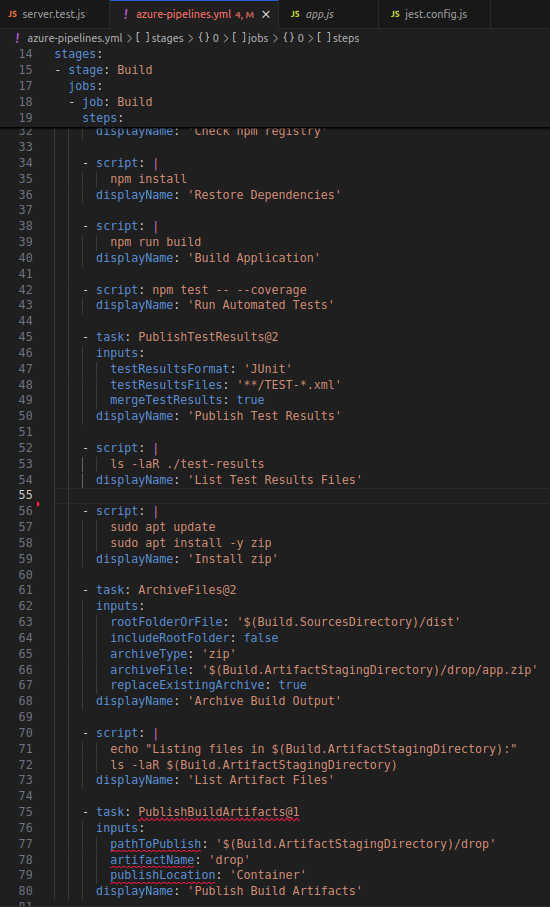 JS server.test.js
! azure-pipelines.yml 4, M ×
JS app.js
JS jest.config.js
! azure-pipelines.yml > [ ] stages > {} 0 > [ ] jobs > {} 0 > [ ] steps
14 stages:
15 - stage: Build
17 jobs:
18 - job: Build
19 steps:
32 displayName: 'Check npm registry'
33
34 - script: |
35 npm install
36 displayName: 'Restore Dependencies'
37
38 - script: |
39 npm run build
40 displayName: 'Build Application'
41
42 - script: npm test -- --coverage
43 displayName: 'Run Automated Tests'
44
45 - task: PublishTestResults@2
46 inputs:
47 testResultsFormat: 'JUnit'
48 testResultsFiles: '**/TEST-*.xml'
49 mergeTestResults: true
50 displayName: 'Publish Test Results'
51
52 - script: |
53 ls -laR ./test-results
54 displayName: 'List Test Results Files'
55
56 - script: |
57 sudo apt update
58 sudo apt install -y zip
59 displayName: 'Install zip'
60
61 - task: ArchiveFiles@2
62 inputs:
63 rootFolderOrFile: '$(Build.SourcesDirectory)/dist'
64 includeRootFolder: false
65 archiveType: 'zip'
66 archiveFile: '$(Build.ArtifactStagingDirectory)/drop/app.zip'
67 replaceExistingArchive: true
68 displayName: 'Archive Build Output'
69
70 - script: |
71 echo "Listing files in $(Build.ArtifactStagingDirectory):"
72 ls -laR $(Build.ArtifactStagingDirectory)
73 displayName: 'List Artifact Files'
74
75 - task: PublishBuildArtifacts@1
76 inputs:
77 pathToPublish: '$(Build.ArtifactStagingDirectory)/drop'
78 artifactName: 'drop'
79 publishLocation: 'Container'
80 displayName: 'Publish Build Artifacts'
81